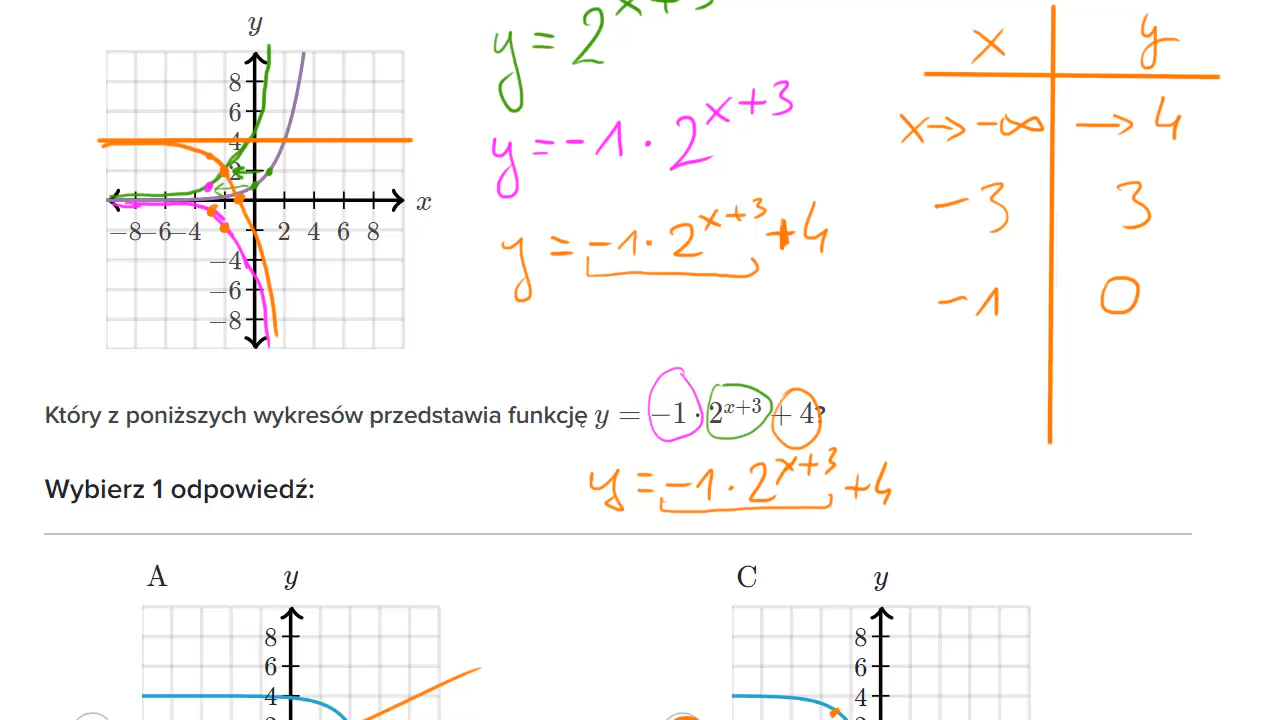 y
8
6
4
2
x
−8 −6 −4 2 4 6 8
−4
−6
−8
y = 2^{x+3}
y = -1 · 2^{x+3}
y = -1 · 2^{x+3} + 4
x y
x → -∞ → 4
-3 3
-1 0
Który z poniższych wykresów przedstawia funkcję y = −1 · 2^{x+3} + 4?
y = -1 · 2^{x+3} + 4
Wybierz 1 odpowiedź:
A y
8
6
4
C y
8
6
4